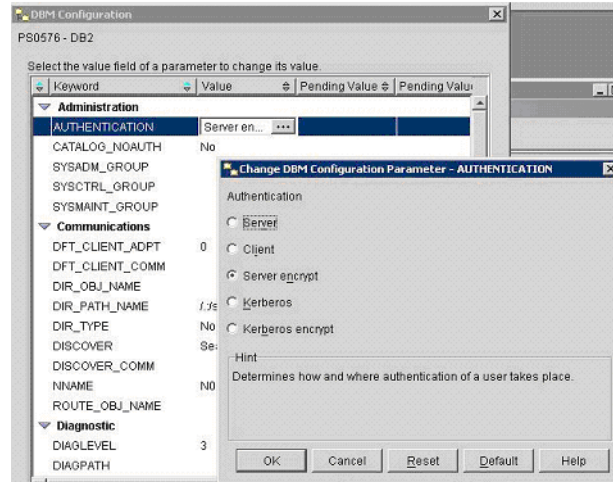 DBM Configuration
PS0576 - DB2
Select the value field of a parameter to change its value.
Keyword Value Pending Value Pending Value
Administration
AUTHENTICATION Server en... ...
CATALOG_NOAUTH No
SYSADM_GROUP
SYSCTRL_GROUP
SYSMAINT_GROUP
Communications
DFT_CLIENT_ADPT 0
DFT_CLIENT_COMM
DIR_OBJ_NAME
DIR_PATH_NAME
DIR_TYPE No
DISCOVER
DISCOVER_COMM
NNAME N0
ROUTE_OBJ_NAME
Diagnostic
DIAGLEVEL 3
DIAGPATH
Change DBM Configuration Parameter - AUTHENTICATION
Authentication
Server
Client
Server encrypt
Kerberos
Kerberos encrypt
Hint
Determines how and where authentication of a user takes place.
OK Cancel Reset Default Help